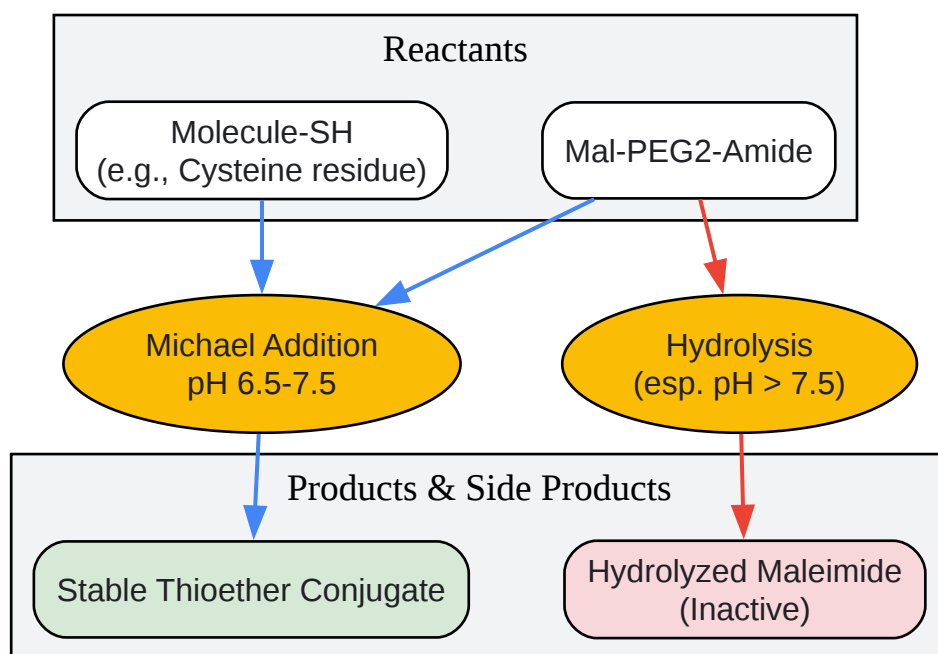 Reactants
Molecule-SH
(e.g., Cysteine residue)
Mal-PEG2-Amide
Michael Addition
pH 6.5-7.5
Hydrolysis
(esp. pH > 7.5)
Products & Side Products
Stable Thioether Conjugate
Hydrolyzed Maleimide
(Inactive)